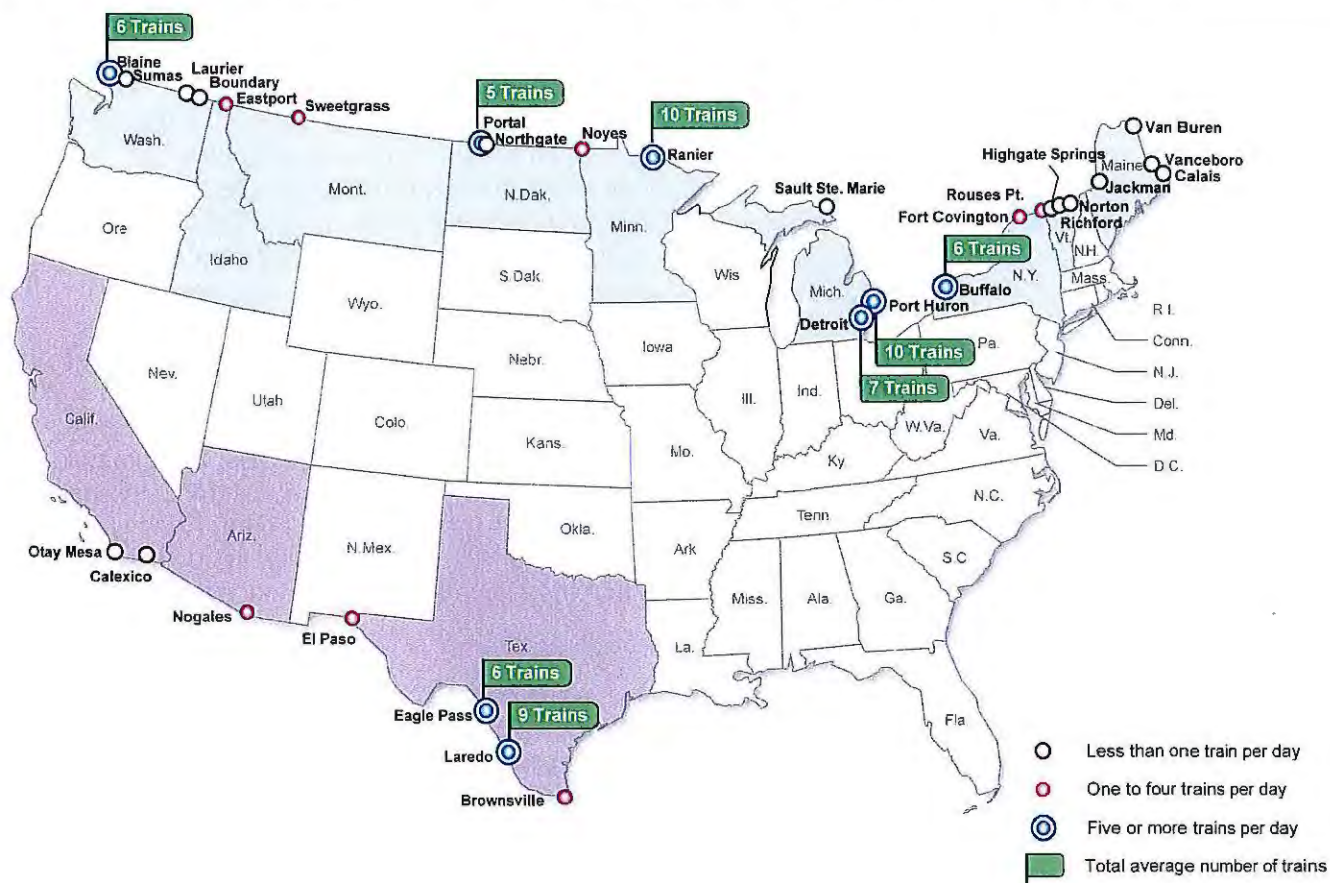 6 Trains
Blaine
Sumas
Laurier
Boundary
Eastport
Sweetgrass
5 Trains
Portal
Northgate
Noyes
10 Trains
Ranier
Sault Ste. Marie
Van Buren
Vanceboro
Calais
Jackman
Highgate Springs
Norton
Richford
Rouses Pt.
Fort Covington
6 Trains
Buffalo
Port Huron
Detroit
10 Trains
7 Trains
Wash.
Mont.
N.Dak.
Minn.
Maine
Vt.
N.H.
Mass.
N.Y.
R I.
Conn.
N.J.
Del.
Md.
D C.
Ore
Idaho
Wyo.
S.Dak.
Wis
Mich.
Iowa
Nebr.
Pa.
Nev.
Utah
Colo.
Kans.
Ill.
Ind.
W.Va.
Va.
Mo.
Ky
Calif.
Ariz.
N.Mex.
Okla.
Ark
Tenn
N.C.
S.C
Miss.
Ala.
Ga.
La.
Tex.
Fla
Otay Mesa
Calexico
Nogales
El Paso
6 Trains
Eagle Pass
9 Trains
Laredo
Brownsville
Less than one train per day
One to four trains per day
Five or more trains per day
Total average number of trains